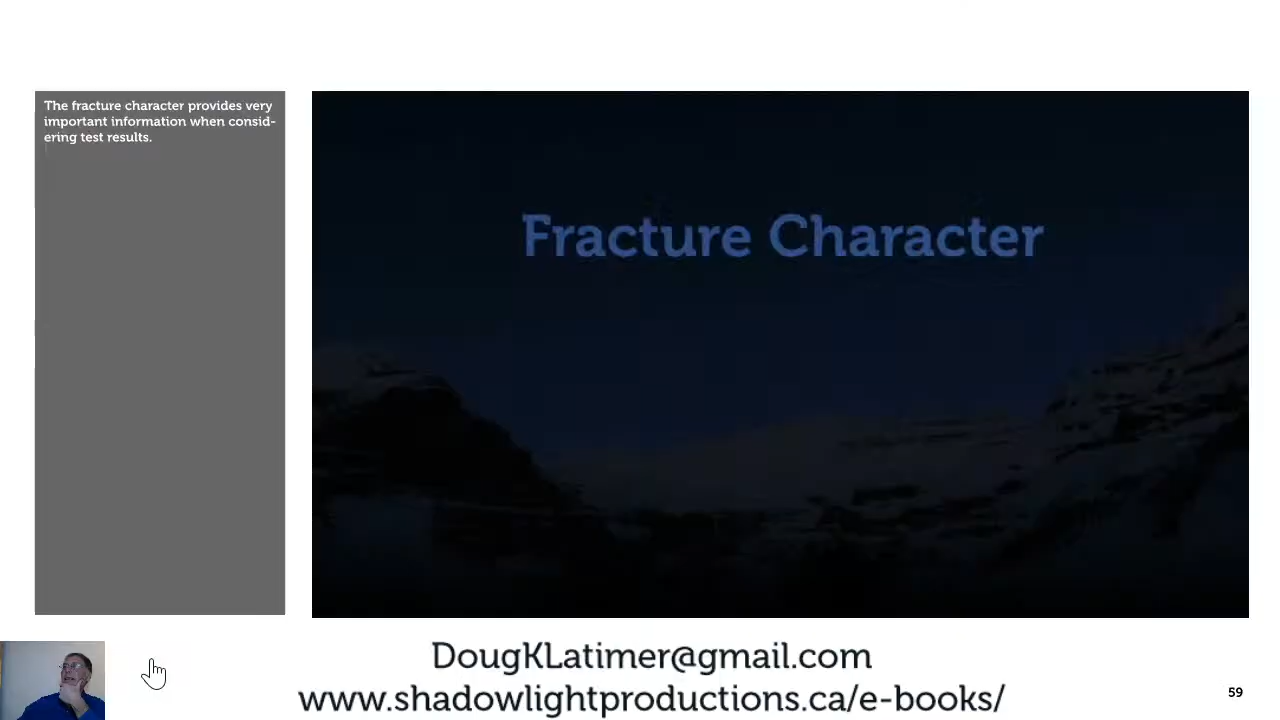 The fracture character provides very
important information when consid-
ering test results.
Fracture Character
DougKLatimer@gmail.com
www.shadowlightproductions.ca/e-books/
59